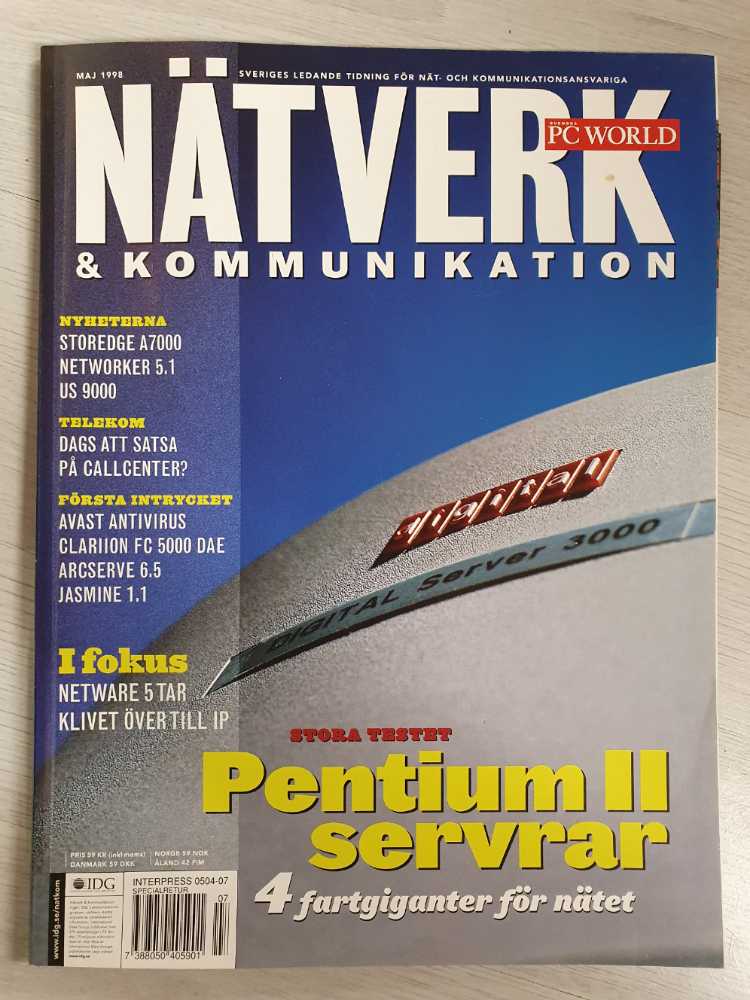 MAJ 1998
SVERIGES LEDANDE TIDNING FÖR NÄT- OCH KOMMUNIKATIONSANSVARIGA
NÄTVERK
SVENSKA
PC WORLD
& KOMMUNIKATION
NYHETERNA
STOREDGE A7000
NETWORKER 5.1
US 9000
TELEKOM
DAGS ATT SATSA
PÅ CALLCENTER?
FÖRSTA INTRYCKET
AVAST ANTIVIRUS
CLARIION FC 5000 DAE
ARCSERVE 6.5
JASMINE 1.1
digital
DIGITAL Server 3000
I fokus
NETWARE 5 TAR
KLIVET ÖVER TILL IP
STORA TESTET
Pentium II
servrar
4 fartgiganter för nätet
PRIS 59 KR (inkl moms)
DANMARK 59 DKK
NORGE 59 NOK
ÅLAND 42 FIM
www.idg.se/natkom
IDG
www.idg.se
INTERPRESS 0504-07
SPECIALRETUR
07
7 388050 405901